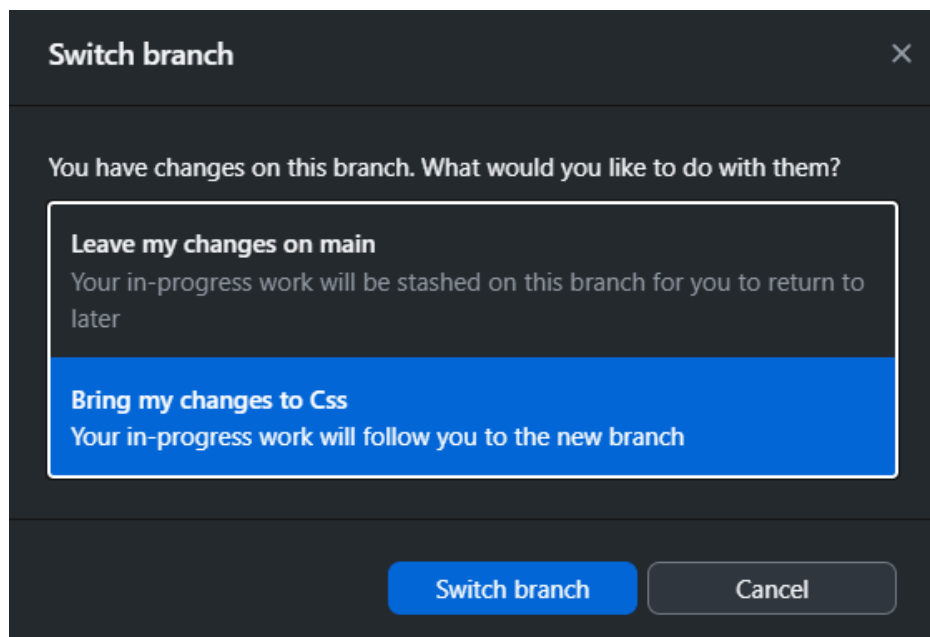 Switch branch
You have changes on this branch. What would you like to do with them?
Leave my changes on main
Your in-progress work will be stashed on this branch for you to return to
later
Bring my changes to Css
Your in-progress work will follow you to the new branch
Switch branch
Cancel